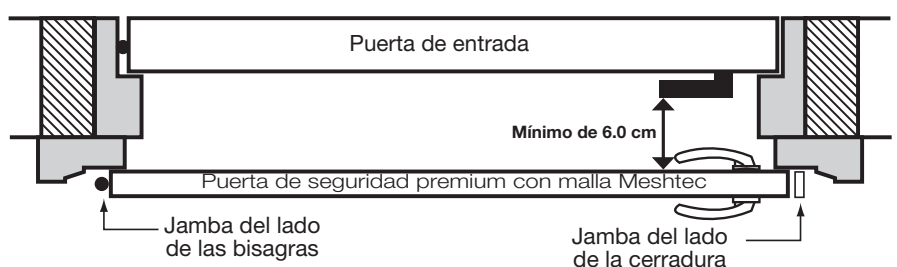 Puerta de entrada
Mínimo de 6.0 cm
Puerta de seguridad premium con malla Meshtec
Jamba del lado
de las bisagras
Jamba del lado
de la cerradura